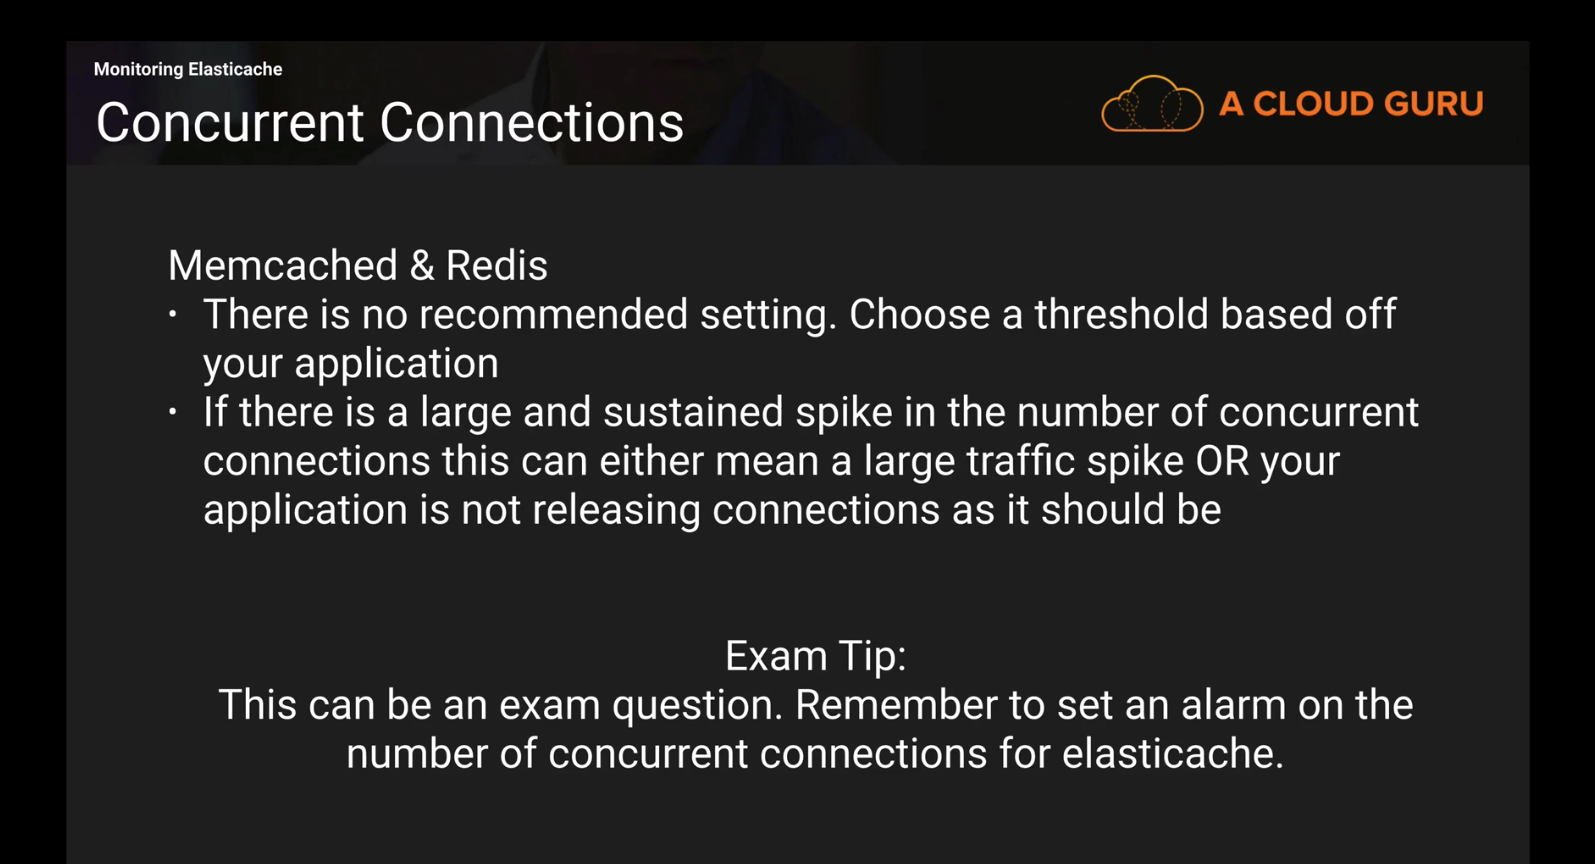 Monitoring Elasticache
Concurrent Connections
A CLOUD GURU
Memcached & Redis
• There is no recommended setting. Choose a threshold based off
your application
• If there is a large and sustained spike in the number of concurrent
connections this can either mean a large traffic spike OR your
application is not releasing connections as it should be
Exam Tip:
This can be an exam question. Remember to set an alarm on the
number of concurrent connections for elasticache.